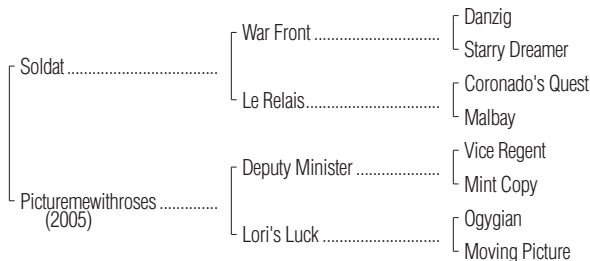 Danzig
War Front ........................
Starry Dreamer
Soldat ...............................
Coronado's Quest
Le Relais...........................
Malbay
Vice Regent
Deputy Minister .................
Mint Copy
Picturemewithroses ............
(2005)
Ogygian
Lori's Luck ........................
Moving Picture